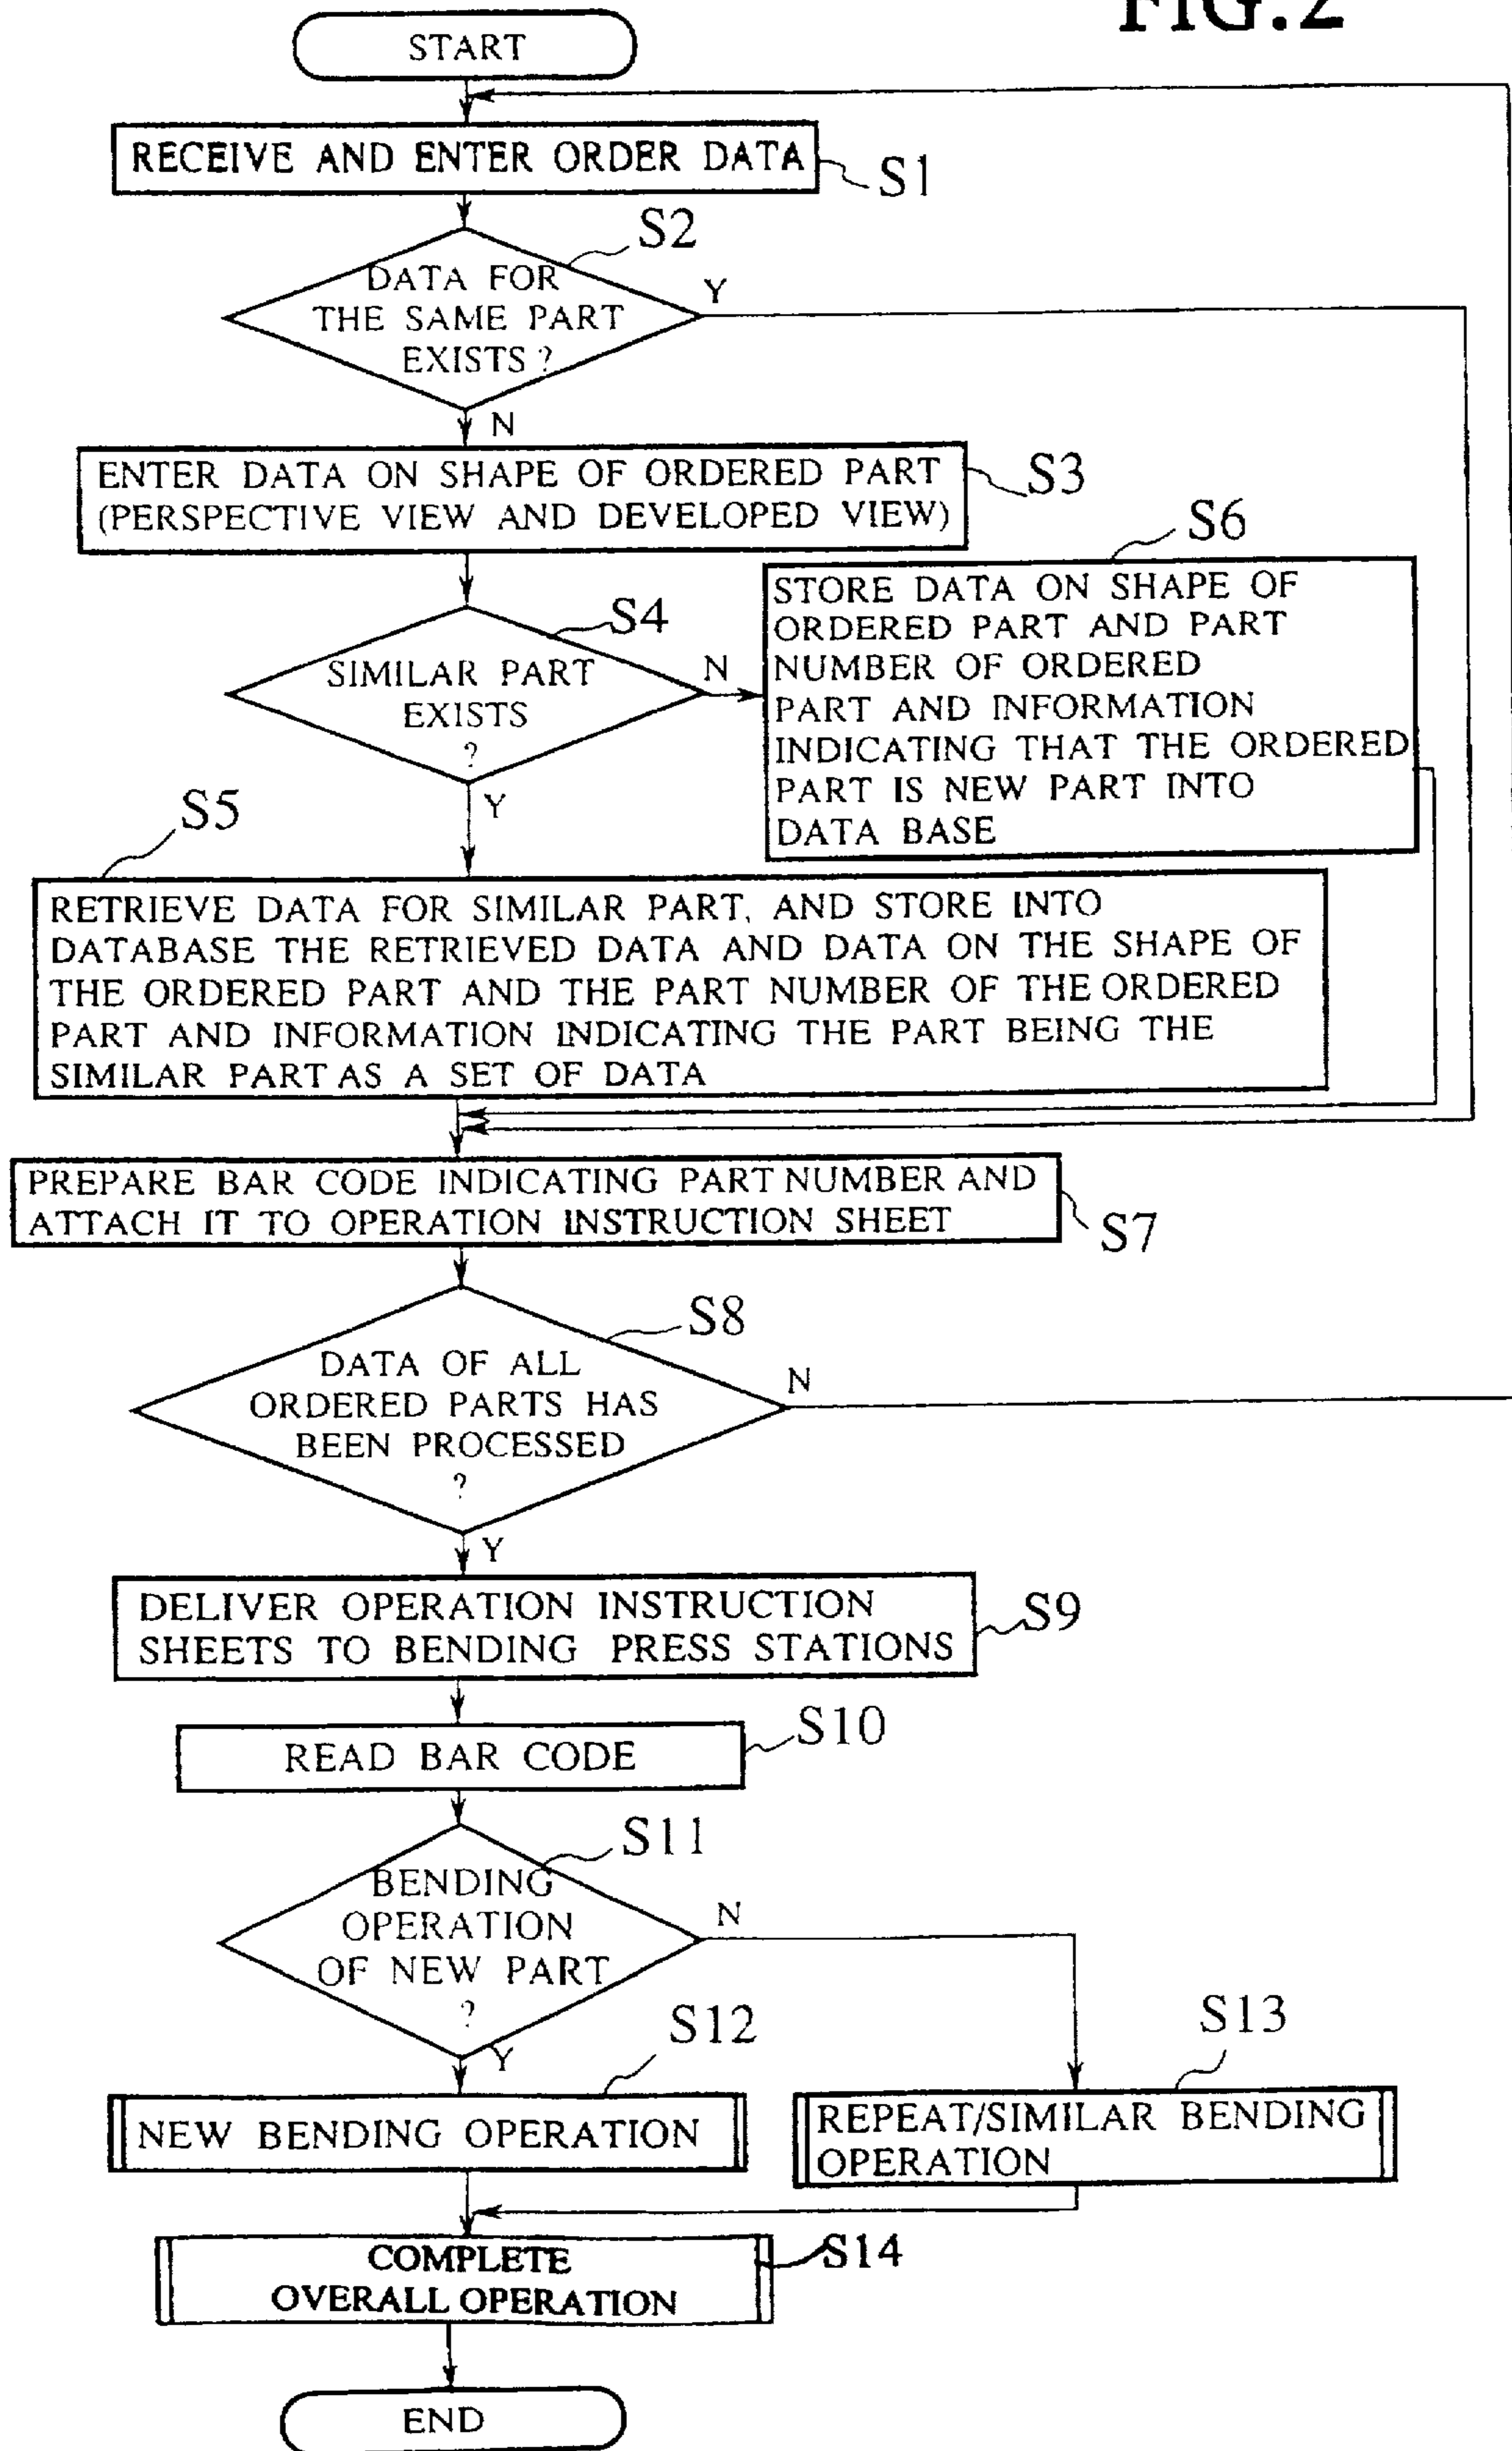 FIG.2
START
RECEIVE AND ENTER ORDER DATA
S1
S2
DATA FOR
THE SAME PART
EXISTS ?
Y
N
ENTER DATA ON SHAPE OF ORDERED PART
(PERSPECTIVE VIEW AND DEVELOPED VIEW)
S3
S4
SIMILAR PART
EXISTS
?
N
Y
S6
STORE DATA ON SHAPE OF
ORDERED PART AND PART
NUMBER OF ORDERED
PART AND INFORMATION
INDICATING THAT THE ORDERED
PART IS NEW PART INTO
DATA BASE
S5
RETRIEVE DATA FOR SIMILAR PART, AND STORE INTO
DATABASE THE RETRIEVED DATA AND DATA ON THE SHAPE OF
THE ORDERED PART AND THE PART NUMBER OF THE ORDERED
PART AND INFORMATION INDICATING THE PART BEING THE
SIMILAR PART AS A SET OF DATA
PREPARE BAR CODE INDICATING PART NUMBER AND
ATTACH IT TO OPERATION INSTRUCTION SHEET
S7
S8
DATA OF ALL
ORDERED PARTS HAS
BEEN PROCESSED
?
N
Y
DELIVER OPERATION INSTRUCTION
SHEETS TO BENDING PRESS STATIONS
S9
READ BAR CODE
S10
S11
BENDING
OPERATION
OF NEW PART
?
N
Y
S12
NEW BENDING OPERATION
S13
REPEAT/SIMILAR BENDING
OPERATION
COMPLETE
OVERALL OPERATION
S14
END